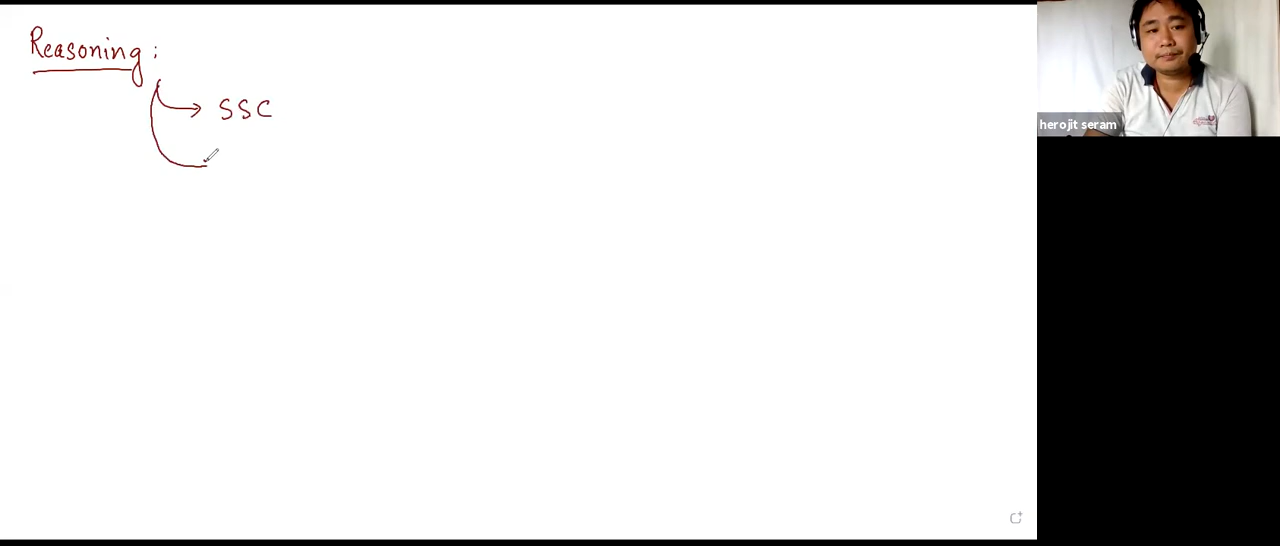 Reasoning :
→ SSC
herojit seram